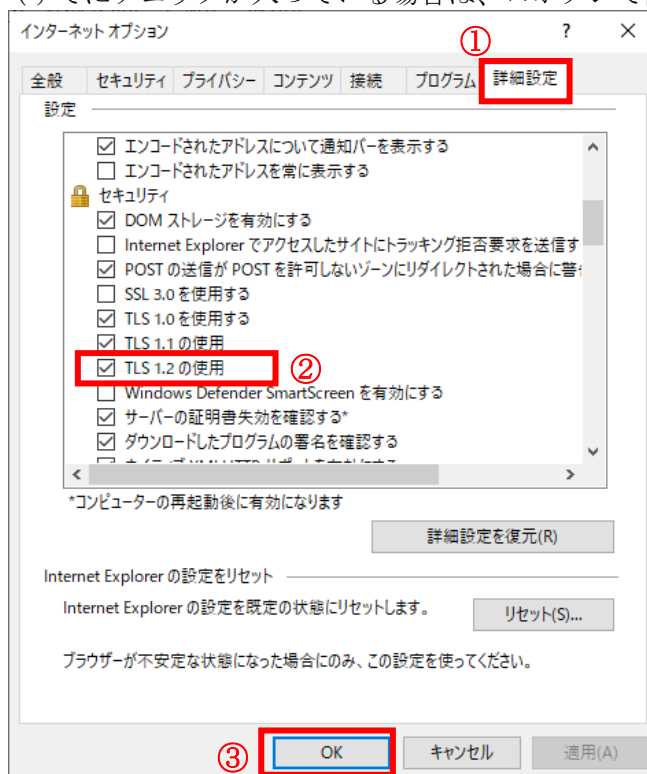 インターネット オプション
①
?
×
全般
セキュリティ
プライバシー
コンテンツ
接続
プログラム
詳細設定
設定
エンコードされたアドレスについて通知バーを表示する
エンコードされたアドレスを常に表示する
セキュリティ
DOM ストレージを有効にする
Internet Explorer でアクセスしたサイトにトラッキング拒否要求を送信す
POST の送信が POST を許可しないゾーンにリダイレクトされた場合に警
SSL 3.0 を使用する
TLS 1.0 を使用する
TLS 1.1 の使用
TLS 1.2 の使用
②
Windows Defender SmartScreen を有効にする
サーバーの証明書失効を確認する*
ダウンロードしたプログラムの署名を確認する
*コンピューターの再起動後に有効になります
詳細設定を復元(R)
Internet Explorer の設定をリセット
Internet Explorer の設定を既定の状態にリセットします。
リセット(S)...
ブラウザーが不安定な状態になった場合にのみ、この設定を使ってください。
③
OK
キャンセル
適用(A)